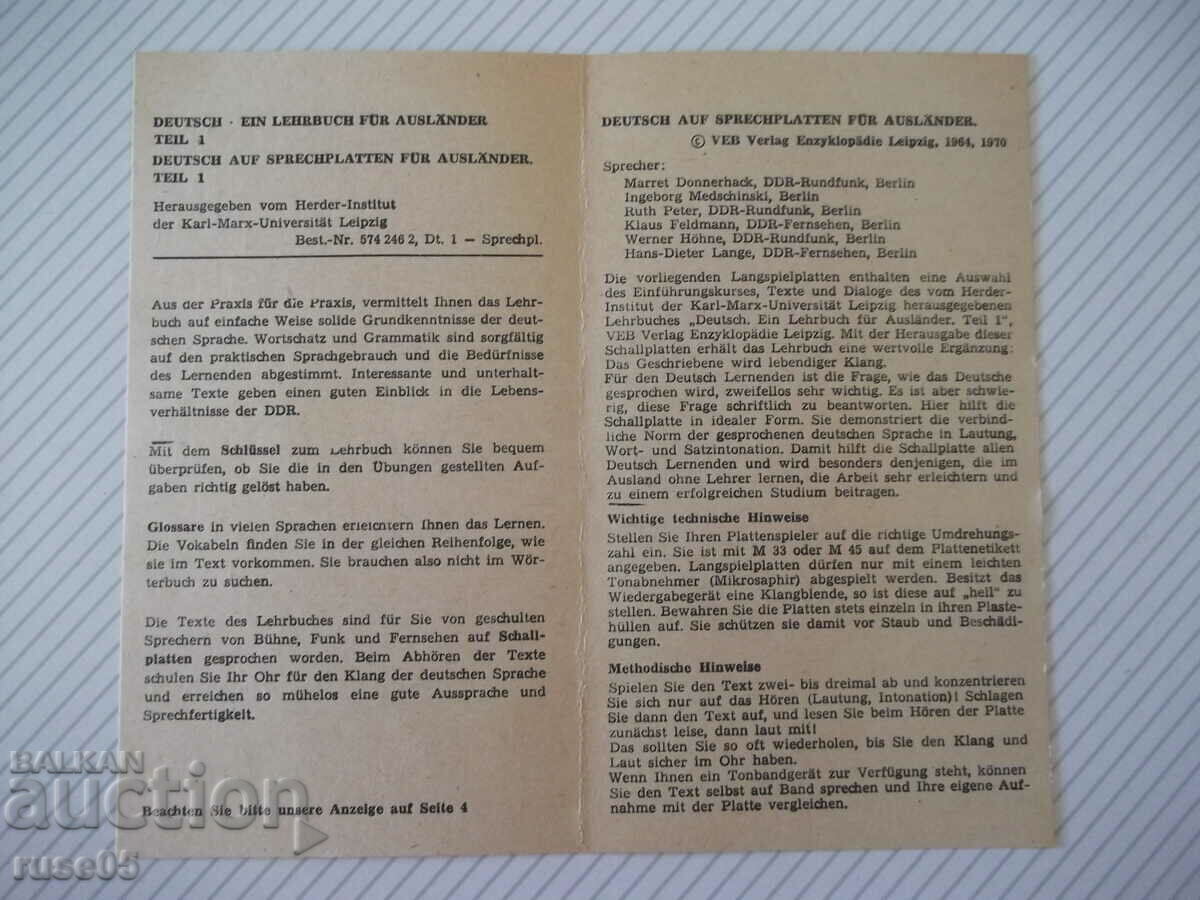 DEUTSCH · EIN LEHRBUCH FÜR AUSLÄNDER
TEIL 1
DEUTSCH AUF SPRECHPLATTEN FÜR AUSLÄNDER.
TEIL 1
Herausgegeben vom Herder-Institut
der Karl-Marx-Universität Leipzig
Best.-Nr. 574 246 2, Dt. 1 — Sprechpl.
Aus der Praxis für die Praxis, vermittelt Ihnen das Lehr-
buch auf einfache Weise solide Grundkenntnisse der deut-
schen Sprache. Wortschatz und Grammatik sind sorgfältig
auf den praktischen Sprachgebrauch und die Bedürfnisse
des Lernenden abgestimmt. Interessante und unterhalt-
same Texte geben einen guten Einblick in die Lebens-
verhältnisse der DDR.
Mit dem Schlüssel zum Lehrbuch können Sie bequem
überprüfen, ob Sie die in den Übungen gestellten Auf-
gaben richtig gelöst haben.
Glossare in vielen Sprachen erleichtern Ihnen das Lernen.
Die Vokabeln finden Sie in der gleichen Reihenfolge, wie
sie im Text vorkommen. Sie brauchen also nicht im Wör-
terbuch zu suchen.
Die Texte des Lehrbuches sind für Sie von geschulten
Sprechern von Bühne, Funk und Fernsehen auf Schall-
platten gesprochen worden. Beim Abhören der Texte
schulen Sie Ihr Ohr für den Klang der deutschen Sprache
und erreichen so mühelos eine gute Aussprache und
Sprechfertigkeit.
Beachten Sie bitte unsere Anzeige auf Seite 4
DEUTSCH AUF SPRECHPLATTEN FÜR AUSLÄNDER.
© VEB Verlag Enzyklopädie Leipzig, 1964, 1970
Sprecher:
Marret Donnerhack, DDR-Rundfunk, Berlin
Ingeborg Medschinski, Berlin
Ruth Peter, DDR-Rundfunk, Berlin
Klaus Feldmann, DDR-Fernsehen, Berlin
Werner Höhne, DDR-Rundfunk, Berlin
Hans-Dieter Lange, DDR-Fernsehen, Berlin
Die vorliegenden Langspielplatten enthalten eine Auswahl
des Einführungskurses, Texte und Dialoge des vom Herder-
Institut der Karl-Marx-Universität Leipzig herausgegebenen
Lehrbuches „Deutsch. Ein Lehrbuch für Ausländer. Teil 1",
VEB Verlag Enzyklopädie Leipzig. Mit der Herausgabe dieser
Schallplatten erhält das Lehrbuch eine wertvolle Ergänzung:
Das Geschriebene wird lebendiger Klang.
Für den Deutsch Lernenden ist die Frage, wie das Deutsche
gesprochen wird, zweifellos sehr wichtig. Es ist aber schwie-
rig, diese Frage schriftlich zu beantworten. Hier hilft die
Schallplatte in idealer Form. Sie demonstriert die verbind-
liche Norm der gesprochenen deutschen Sprache in Lautung,
Wort- und Satzintonation. Damit hilft die Schallplatte allen
Deutsch Lernenden und wird besonders denjenigen, die im
Ausland ohne Lehrer lernen, die Arbeit sehr erleichtern und
zu einem erfolgreichen Studium beitragen.
Wichtige technische Hinweise
Stellen Sie Ihren Plattenspieler auf die richtige Umdrehungs-
zahl ein. Sie ist mit M 33 oder M 45 auf dem Plattenetikett
angegeben. Langspielplatten dürfen nur mit einem leichten
Tonabnehmer (Mikrosaphir) abgespielt werden. Besitzt das
Wiedergabegerät eine Klangblende, so ist diese auf „hell" zu
stellen. Bewahren Sie die Platten stets einzeln in ihren Plaste-
hüllen auf. Sie schützen sie damit vor Staub und Beschädi-
gungen.
Methodische Hinweise
Spielen Sie den Text zwei- bis dreimal ab und konzentrieren
Sie sich nur auf das Hören (Lautung, Intonation)! Schlagen
Sie dann den Text auf, und lesen Sie beim Hören der Platte
zunächst leise, dann laut mit!
Das sollten Sie so oft wiederholen, bis Sie den Klang und
Laut sicher im Ohr haben.
Wenn Ihnen ein Tonbandgerät zur Verfügung steht, können
Sie den Text selbst auf Band sprechen und Ihre eigene Auf-
nahme mit der Platte vergleichen.
BALKAN
auction
ruse05